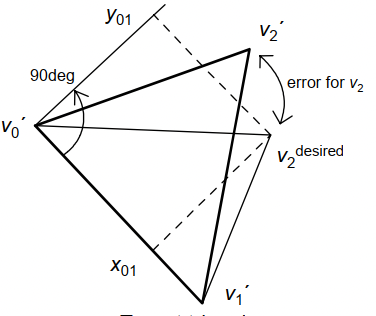 y01
v2´
90deg
error for v2
v0´
v2desired
x01
v1´